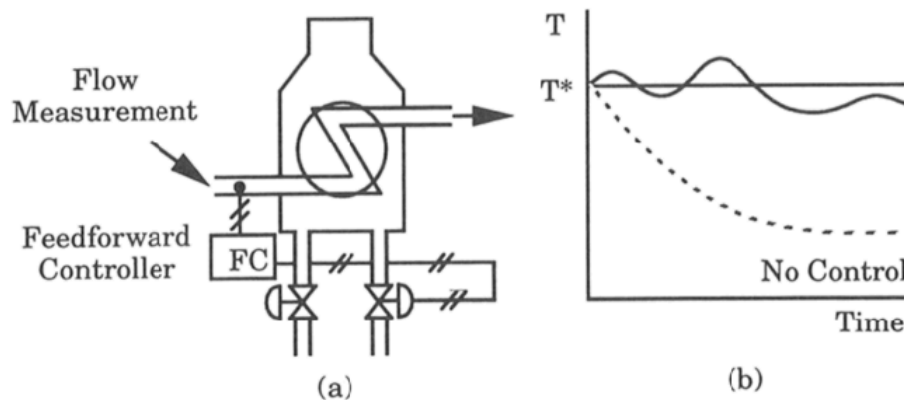 Flow
Measurement
Feedforward
Controller
FC
(a)
T
T*
No Control
Time
(b)